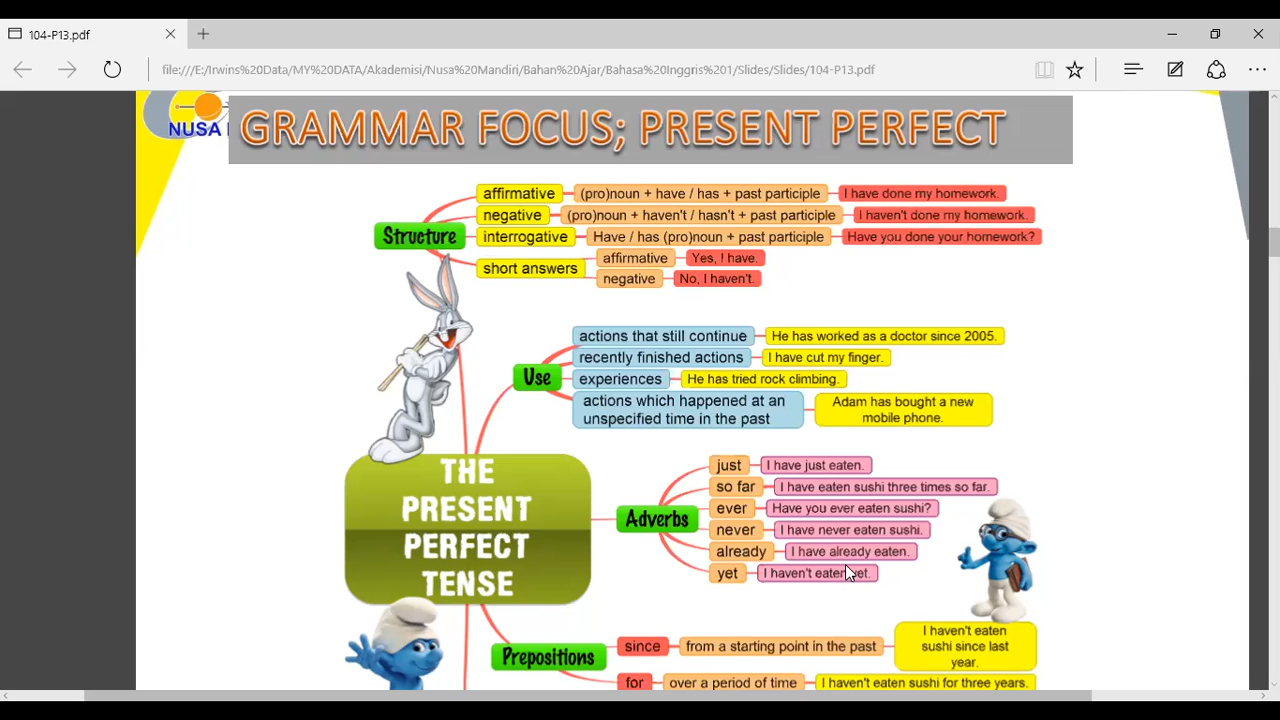 104-P13.pdf
file:///E:/Irwins%20Data/MY%20DATA/Akademisi/Nusa%20Mandiri/Bahan%20Ajar/Bahasa%20Inggris%201/Slides/Slides/104-P13.pdf
NUSA
GRAMMAR FOCUS; PRESENT PERFECT
Structure
affirmative (pro)noun + have / has + past participle I have done my homework.
negative (pro)noun + haven't / hasn't + past participle I haven't done my homework.
interrogative Have / has (pro)noun + past participle Have you done your homework?
short answers
affirmative Yes, I have.
negative No, I haven't.
Use
actions that still continue He has worked as a doctor since 2005.
recently finished actions I have cut my finger.
experiences He has tried rock climbing.
actions which happened at an
unspecified time in the past
Adam has bought a new
mobile phone.
THE
PRESENT
PERFECT
TENSE
Adverbs
just I have just eaten.
so far I have eaten sushi three times so far.
ever Have you ever eaten sushi?
never I have never eaten sushi.
already I have already eaten.
yet I haven't eaten yet.
Prepositions
since from a starting point in the past
I haven't eaten
sushi since last
year.
for over a period of time I haven't eaten sushi for three years.